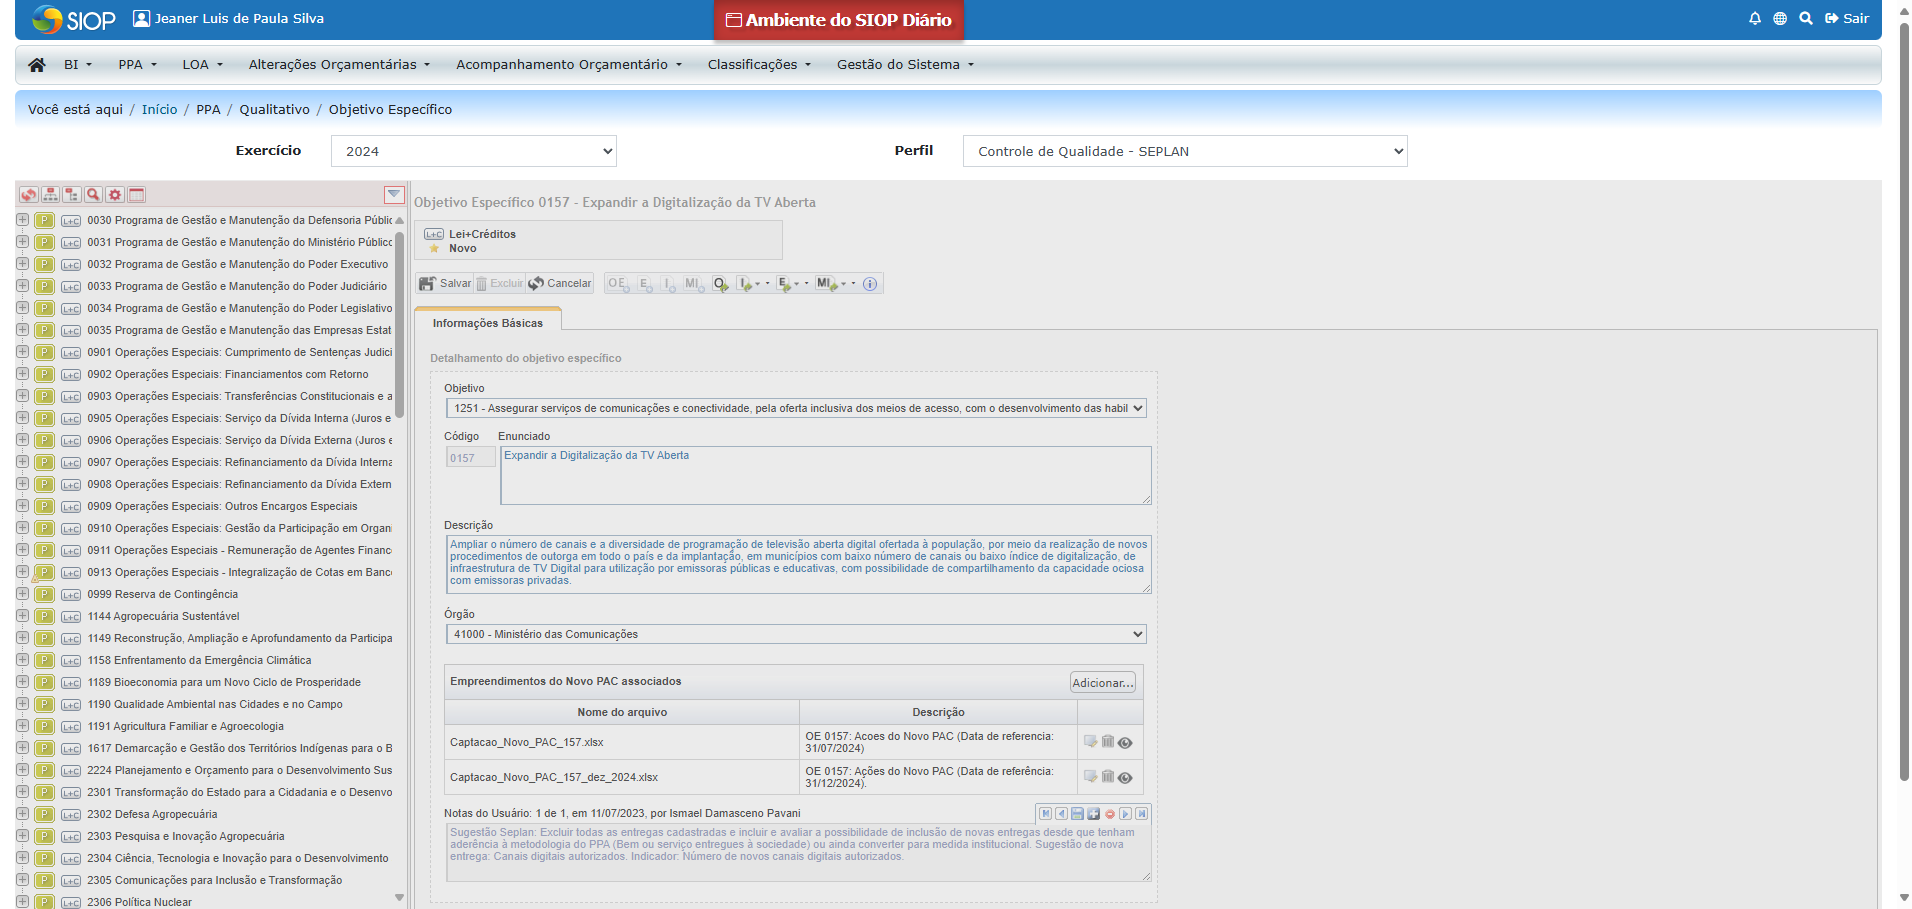 SIOP
Jeaner Luis de Paula Silva
Ambiente do SIOP Diário
Sair
BI
PPA
LOA
Alterações Orçamentárias
Acompanhamento Orçamentário
Classificações
Gestão do Sistema
Você está aqui / Início / PPA / Qualitativo / Objetivo Específico
Exercício
2024
Perfil
Controle de Qualidade - SEPLAN
P L+C 0030 Programa de Gestão e Manutenção da Defensoria Públic
P L+C 0031 Programa de Gestão e Manutenção do Ministério Público
P L+C 0032 Programa de Gestão e Manutenção do Poder Executivo
P L+C 0033 Programa de Gestão e Manutenção do Poder Judiciário
P L+C 0034 Programa de Gestão e Manutenção do Poder Legislativo
P L+C 0035 Programa de Gestão e Manutenção das Empresas Estat
P L+C 0901 Operações Especiais: Cumprimento de Sentenças Judici
P L+C 0902 Operações Especiais: Financiamentos com Retorno
P L+C 0903 Operações Especiais: Transferências Constitucionais e a
P L+C 0905 Operações Especiais: Serviço da Dívida Interna (Juros e
P L+C 0906 Operações Especiais: Serviço da Dívida Externa (Juros e
P L+C 0907 Operações Especiais: Refinanciamento da Dívida Interna
P L+C 0908 Operações Especiais: Refinanciamento da Dívida Extern
P L+C 0909 Operações Especiais: Outros Encargos Especiais
P L+C 0910 Operações Especiais: Gestão da Participação em Organi
P L+C 0911 Operações Especiais - Remuneração de Agentes Financ
P L+C 0913 Operações Especiais - Integralização de Cotas em Banc
P L+C 0999 Reserva de Contingência
P L+C 1144 Agropecuária Sustentável
P L+C 1149 Reconstrução, Ampliação e Aprofundamento da Participa
P L+C 1158 Enfrentamento da Emergência Climática
P L+C 1189 Bioeconomia para um Novo Ciclo de Prosperidade
P L+C 1190 Qualidade Ambiental nas Cidades e no Campo
P L+C 1191 Agricultura Familiar e Agroecologia
P L+C 1617 Demarcação e Gestão dos Territórios Indígenas para o B
P L+C 2224 Planejamento e Orçamento para o Desenvolvimento Sus
P L+C 2301 Transformação do Estado para a Cidadania e o Desenvo
P L+C 2302 Defesa Agropecuária
P L+C 2303 Pesquisa e Inovação Agropecuária
P L+C 2304 Ciência, Tecnologia e Inovação para o Desenvolvimento
P L+C 2305 Comunicações para Inclusão e Transformação
P L+C 2306 Política Nuclear
Objetivo Específico 0157 - Expandir a Digitalização da TV Aberta
L+C Lei+Créditos
Novo
Salvar Excluir Cancelar OE E I MI O I E MI
Informações Básicas
Detalhamento do objetivo específico
Objetivo
1251 - Assegurar serviços de comunicações e conectividade, pela oferta inclusiva dos meios de acesso, com o desenvolvimento das habil
Código Enunciado
0157
Expandir a Digitalização da TV Aberta
Descrição
Ampliar o número de canais e a diversidade de programação de televisão aberta digital ofertada à população, por meio da realização de novos
procedimentos de outorga em todo o país e da implantação, em municípios com baixo número de canais ou baixo índice de digitalização, de
infraestrutura de TV Digital para utilização por emissoras públicas e educativas, com possibilidade de compartilhamento da capacidade ociosa
com emissoras privadas.
Órgão
41000 - Ministério das Comunicações
Empreendimentos do Novo PAC associados
Adicionar...
Nome do arquivo
Descrição
Captacao_Novo_PAC_157.xlsx
OE 0157: Acoes do Novo PAC (Data de referencia:
31/07/2024)
Captacao_Novo_PAC_157_dez_2024.xlsx
OE 0157: Ações do Novo PAC (Data de referência:
31/12/2024).
Notas do Usuário: 1 de 1, em 11/07/2023, por Ismael Damasceno Pavani
Sugestão Seplan: Excluir todas as entregas cadastradas e incluir e avaliar a possibilidade de inclusão de novas entregas desde que tenham
aderência à metodologia do PPA (Bem ou serviço entregues à sociedade) ou ainda converter para medida institucional. Sugestão de nova
entrega: Canais digitais autorizados. Indicador: Número de novos canais digitais autorizados.